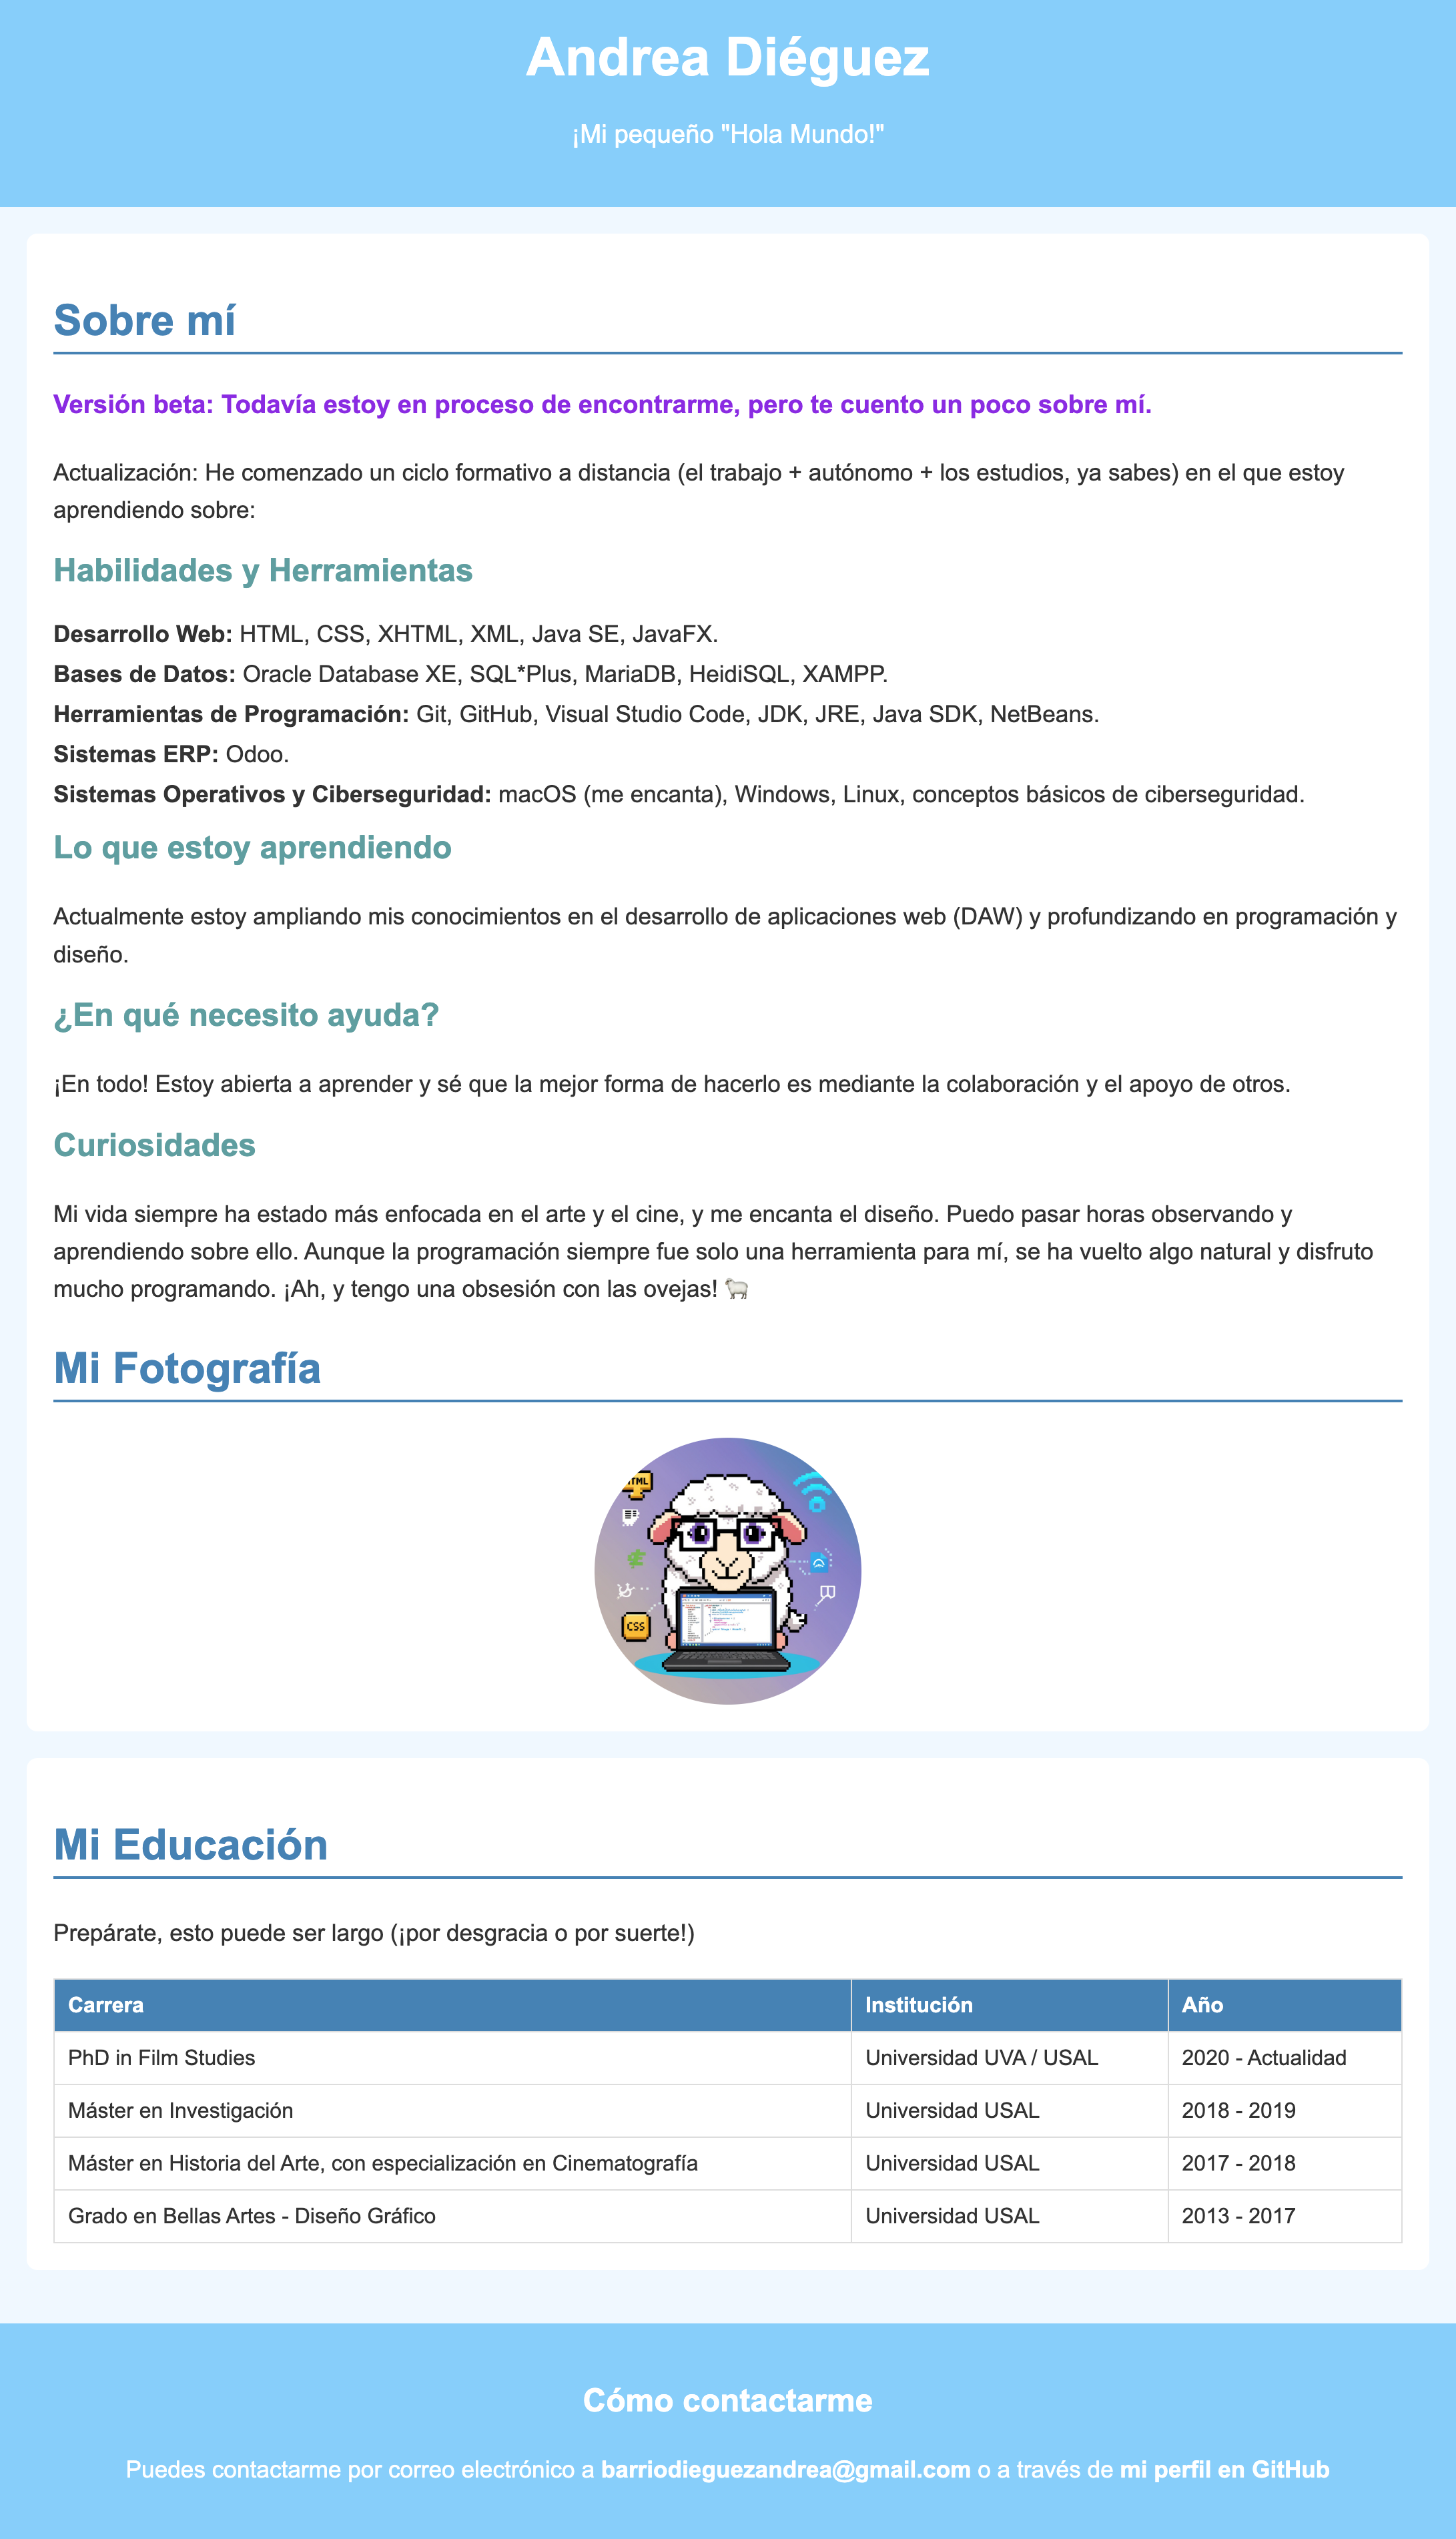 Andrea Diéguez
¡Mi pequeño "Hola Mundo!"
Sobre mí
Versión beta: Todavía estoy en proceso de encontrarme, pero te cuento un poco sobre mí.
Actualización: He comenzado un ciclo formativo a distancia (el trabajo + autónomo + los estudios, ya sabes) en el que estoy
aprendiendo sobre:
Habilidades y Herramientas
Desarrollo Web: HTML, CSS, XHTML, XML, Java SE, JavaFX.
Bases de Datos: Oracle Database XE, SQL*Plus, MariaDB, HeidiSQL, XAMPP.
Herramientas de Programación: Git, GitHub, Visual Studio Code, JDK, JRE, Java SDK, NetBeans.
Sistemas ERP: Odoo.
Sistemas Operativos y Ciberseguridad: macOS (me encanta), Windows, Linux, conceptos básicos de ciberseguridad.
Lo que estoy aprendiendo
Actualmente estoy ampliando mis conocimientos en el desarrollo de aplicaciones web (DAW) y profundizando en programación y
diseño.
¿En qué necesito ayuda?
¡En todo! Estoy abierta a aprender y sé que la mejor forma de hacerlo es mediante la colaboración y el apoyo de otros.
Curiosidades
Mi vida siempre ha estado más enfocada en el arte y el cine, y me encanta el diseño. Puedo pasar horas observando y
aprendiendo sobre ello. Aunque la programación siempre fue solo una herramienta para mí, se ha vuelto algo natural y disfruto
mucho programando. ¡Ah, y tengo una obsesión con las ovejas! 🐑
Mi Fotografía
CSS
Mi Educación
Prepárate, esto puede ser largo (¡por desgracia o por suerte!)
Carrera Institución Año
PhD in Film Studies Universidad UVA / USAL 2020 - Actualidad
Máster en Investigación Universidad USAL 2018 - 2019
Máster en Historia del Arte, con especialización en Cinematografía Universidad USAL 2017 - 2018
Grado en Bellas Artes - Diseño Gráfico Universidad USAL 2013 - 2017
Cómo contactarme
Puedes contactarme por correo electrónico a barriodieguezandrea@gmail.com o a través de mi perfil en GitHub